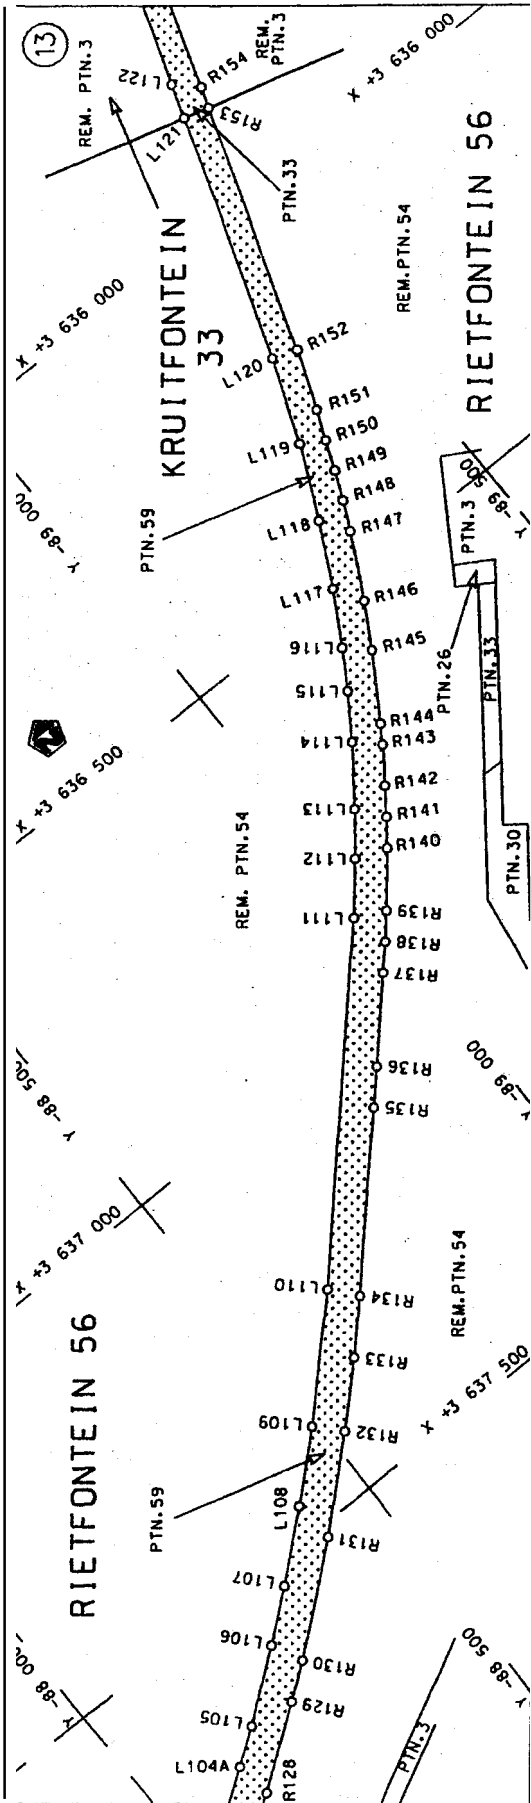 13
REM. PTN.3
L122
R154
REM.
PTN.3
X +3 636 000
L121
R153
PTN.33
KRUITFONTEIN
33
REM.PTN.54
RIETFONTEIN 56
X +3 636 000
L120
R152
R151
L119
R150
R149
R148
L118
R147
PTN.59
Y -89 000
Y -89 500
PTN.3
L117
R146
L116
R145
L115
PTN.26
PTN.33
R144
L114
R143
X +3 636 500
R142
L113
R141
R140
L112
REM. PTN.54
PTN.30
L111
R139
R138
R137
Y -88 500
Y -89 000
R136
R135
X +3 637 000
L110
R134
REM.PTN.54
R133
X +3 637 500
RIETFONTEIN 56
L109
R132
PTN.59
L108
R131
L107
L106
R130
Y -88 000
Y -88 500
R129
L105
L104A
R128
PTN.3